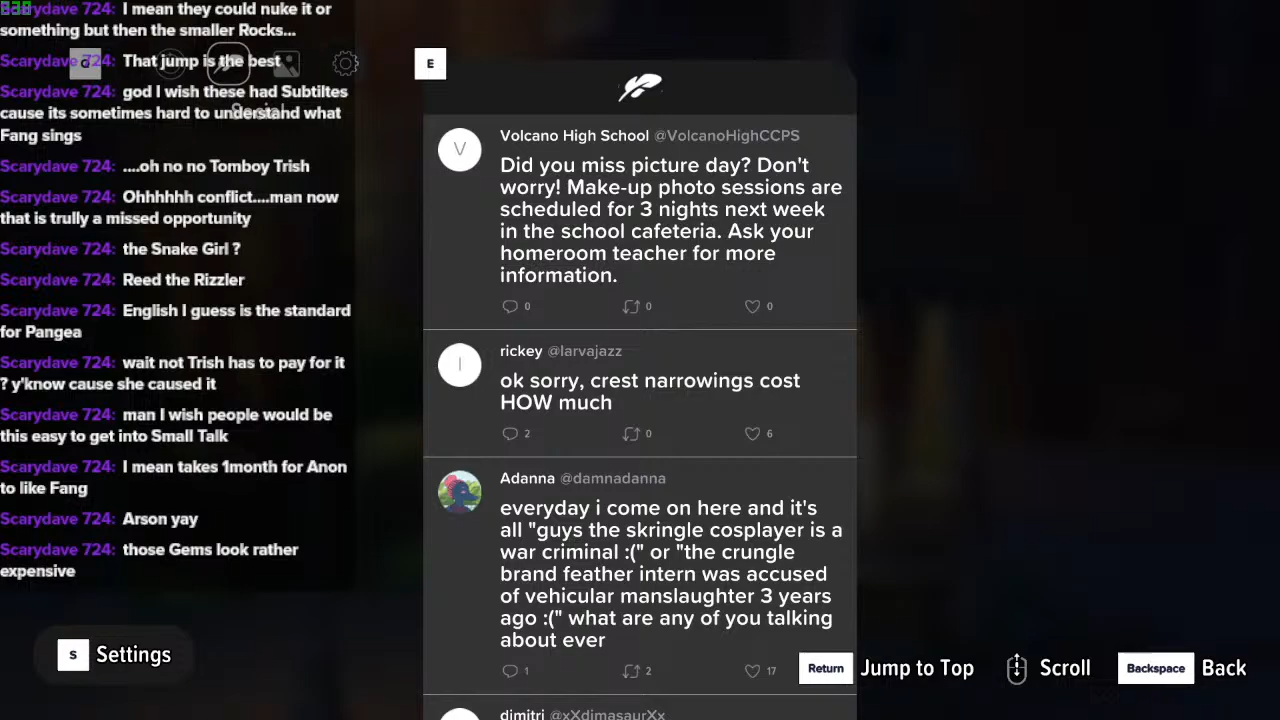 Scarydave 724: I mean they could nuke it or
something but then the smaller Rocks...
Scarydave 724: That jump is the best
Scarydave 724: god I wish these had Subtiltes
cause its sometimes hard to understand what
Fang sings
Scarydave 724: ....oh no no Tomboy Trish
Scarydave 724: Ohhhhhh conflict....man now
that is trully a missed opportunity
Scarydave 724: the Snake Girl ?
Scarydave 724: Reed the Rizzler
Scarydave 724: English I guess is the standard
for Pangea
Scarydave 724: wait not Trish has to pay for it
? y'know cause she caused it
Scarydave 724: man I wish people would be
this easy to get into Small Talk
Scarydave 724: I mean takes 1month for Anon
to like Fang
Scarydave 724: Arson yay
Scarydave 724: those Gems look rather
expensive
Social
S Settings
E
V
Volcano High School @VolcanoHighCCPS
Did you miss picture day? Don't
worry! Make-up photo sessions are
scheduled for 3 nights next week
in the school cafeteria. Ask your
homeroom teacher for more
information.
0 0 0
rickey @larvajazz
ok sorry, crest narrowings cost
HOW much
2 0 6
Adanna @damnadanna
everyday i come on here and it's
all "guys the skringle cosplayer is a
war criminal :(" or "the crungle
brand feather intern was accused
of vehicular manslaughter 3 years
ago :(" what are any of you talking
about ever
1 2 17
dimitri @xXdimasaurXx
Return Jump to Top Scroll Backspace Back